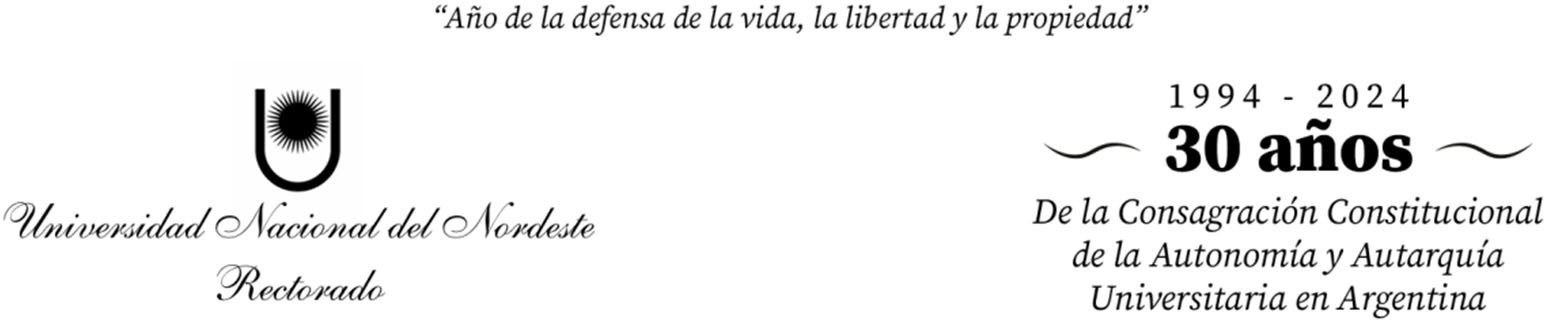 “Año de la defensa de la vida, la libertad y la propiedad”
Universidad Nacional del Nordeste
Rectorado
1994 - 2024
30 años
De la Consagración Constitucional
de la Autonomía y Autarquía
Universitaria en Argentina